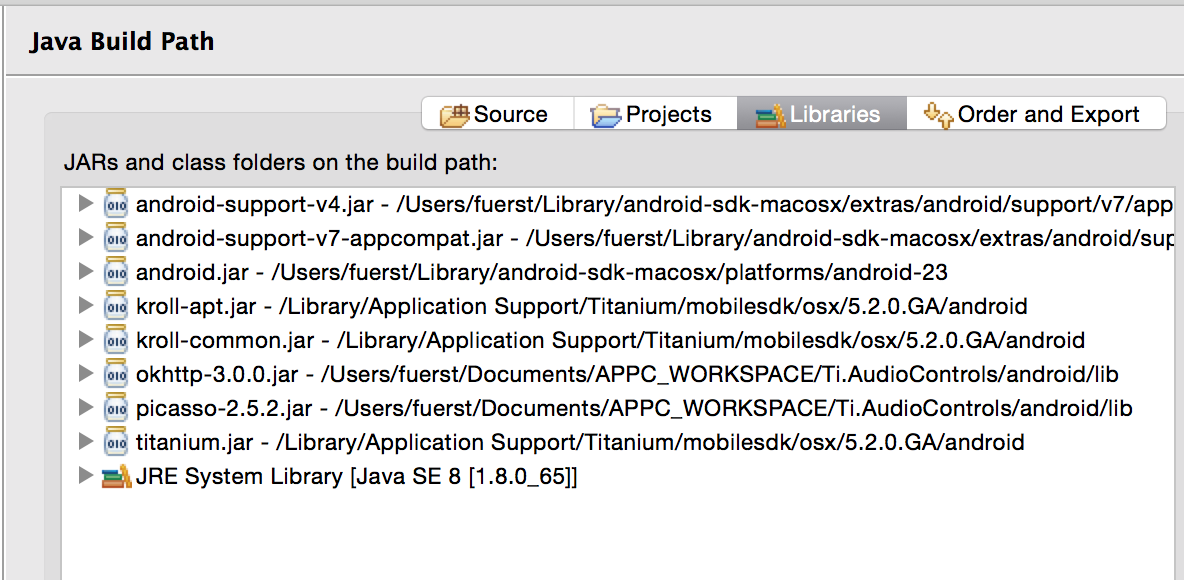 Java Build Path
Source Projects Libraries Order and Export
JARs and class folders on the build path:
android-support-v4.jar - /Users/fuerst/Library/android-sdk-macosx/extras/android/support/v7/app
android-support-v7-appcompat.jar - /Users/fuerst/Library/android-sdk-macosx/extras/android/sup
android.jar - /Users/fuerst/Library/android-sdk-macosx/platforms/android-23
kroll-apt.jar - /Library/Application Support/Titanium/mobilesdk/osx/5.2.0.GA/android
kroll-common.jar - /Library/Application Support/Titanium/mobilesdk/osx/5.2.0.GA/android
okhttp-3.0.0.jar - /Users/fuerst/Documents/APPC_WORKSPACE/Ti.AudioControls/android/lib
picasso-2.5.2.jar - /Users/fuerst/Documents/APPC_WORKSPACE/Ti.AudioControls/android/lib
titanium.jar - /Library/Application Support/Titanium/mobilesdk/osx/5.2.0.GA/android
JRE System Library [Java SE 8 [1.8.0_65]]